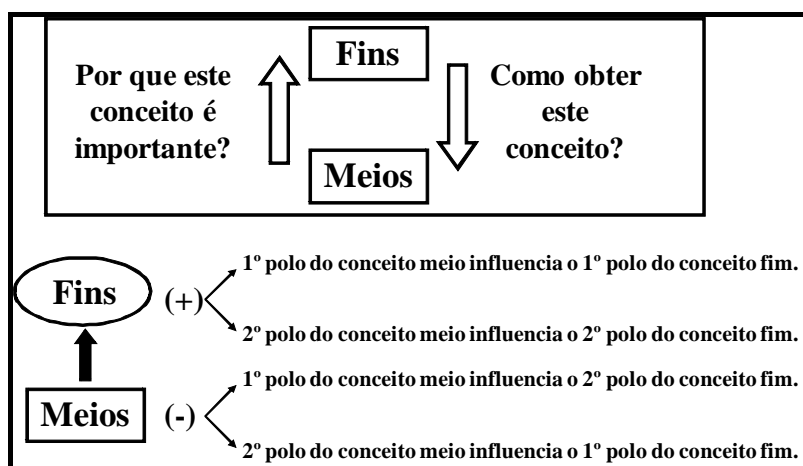 Fins
Por que este
conceito é
importante?
Como obter
este
conceito?
Meios
1º polo do conceito meio influencia o 1º polo do conceito fim.
Fins
(+)
2º polo do conceito meio influencia o 2º polo do conceito fim.
1º polo do conceito meio influencia o 2º polo do conceito fim.
Meios
(-)
2º polo do conceito meio influencia o 1º polo do conceito fim.